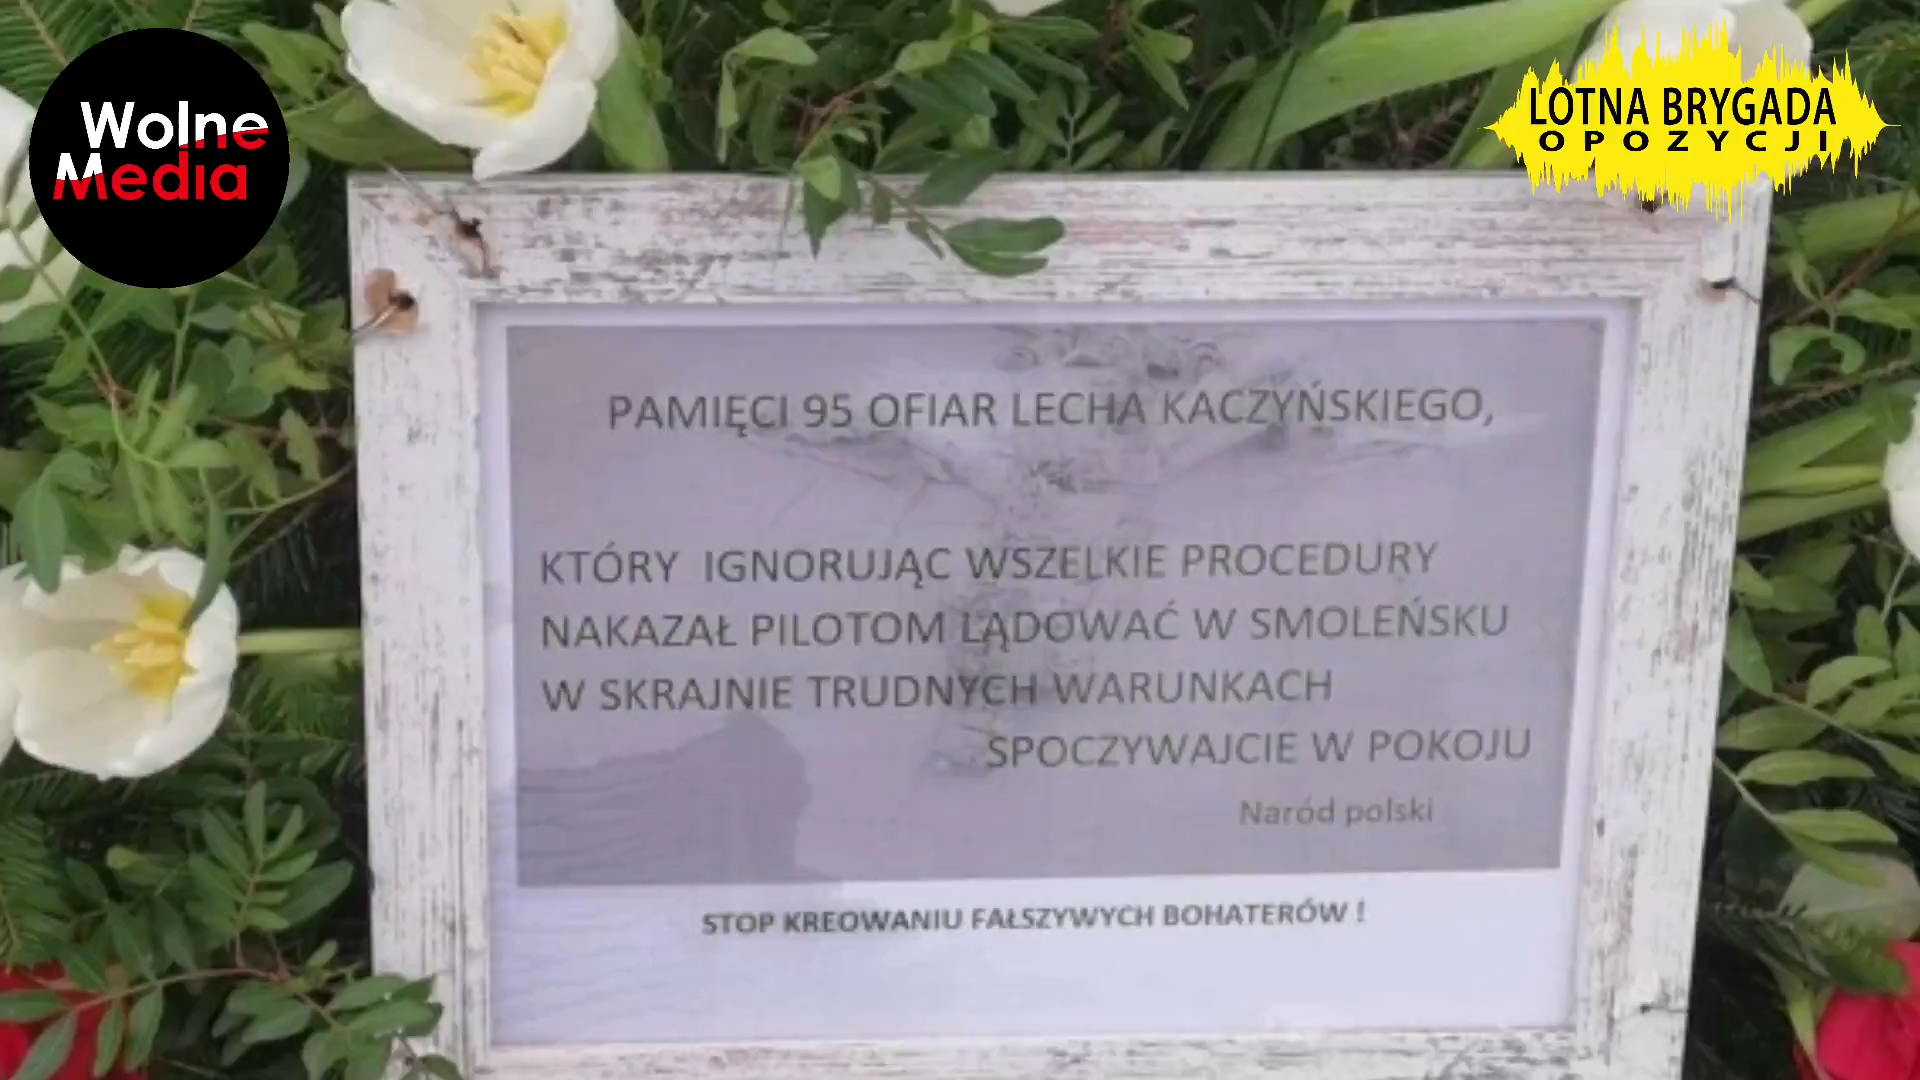 Wolne
Media
LOTNA BRYGADA
OPOZYCJI
PAMIĘCI 95 OFIAR LECHA KACZYŃSKIEGO,
KTÓRY IGNORUJĄC WSZELKIE PROCEDURY
NAKAZAŁ PILOTOM LĄDOWAĆ W SMOLEŃSKU
W SKRAJNIE TRUDNYCH WARUNKACH
SPOCZYWAJCIE W POKOJU
Naród polski
STOP KREOWANIU FAŁSZYWYCH BOHATERÓW !